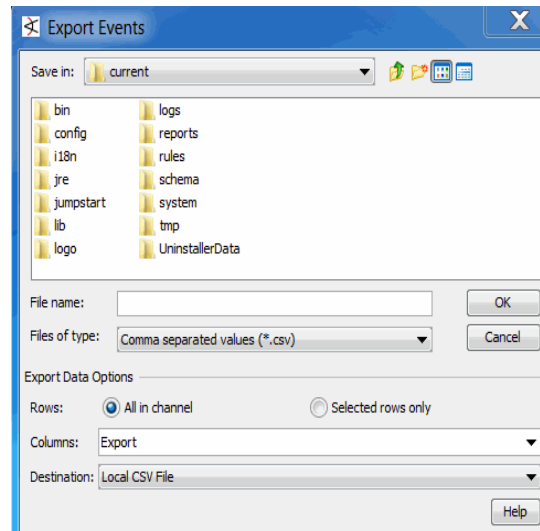 Export Events
X
Save in: current
bin logs
config reports
i18n rules
jre schema
jumpstart system
lib tmp
logo UninstallerData
File name: OK
Files of type: Comma separated values (*.csv) Cancel
Export Data Options
Rows: All in channel Selected rows only
Columns: Export
Destination: Local CSV File
Help